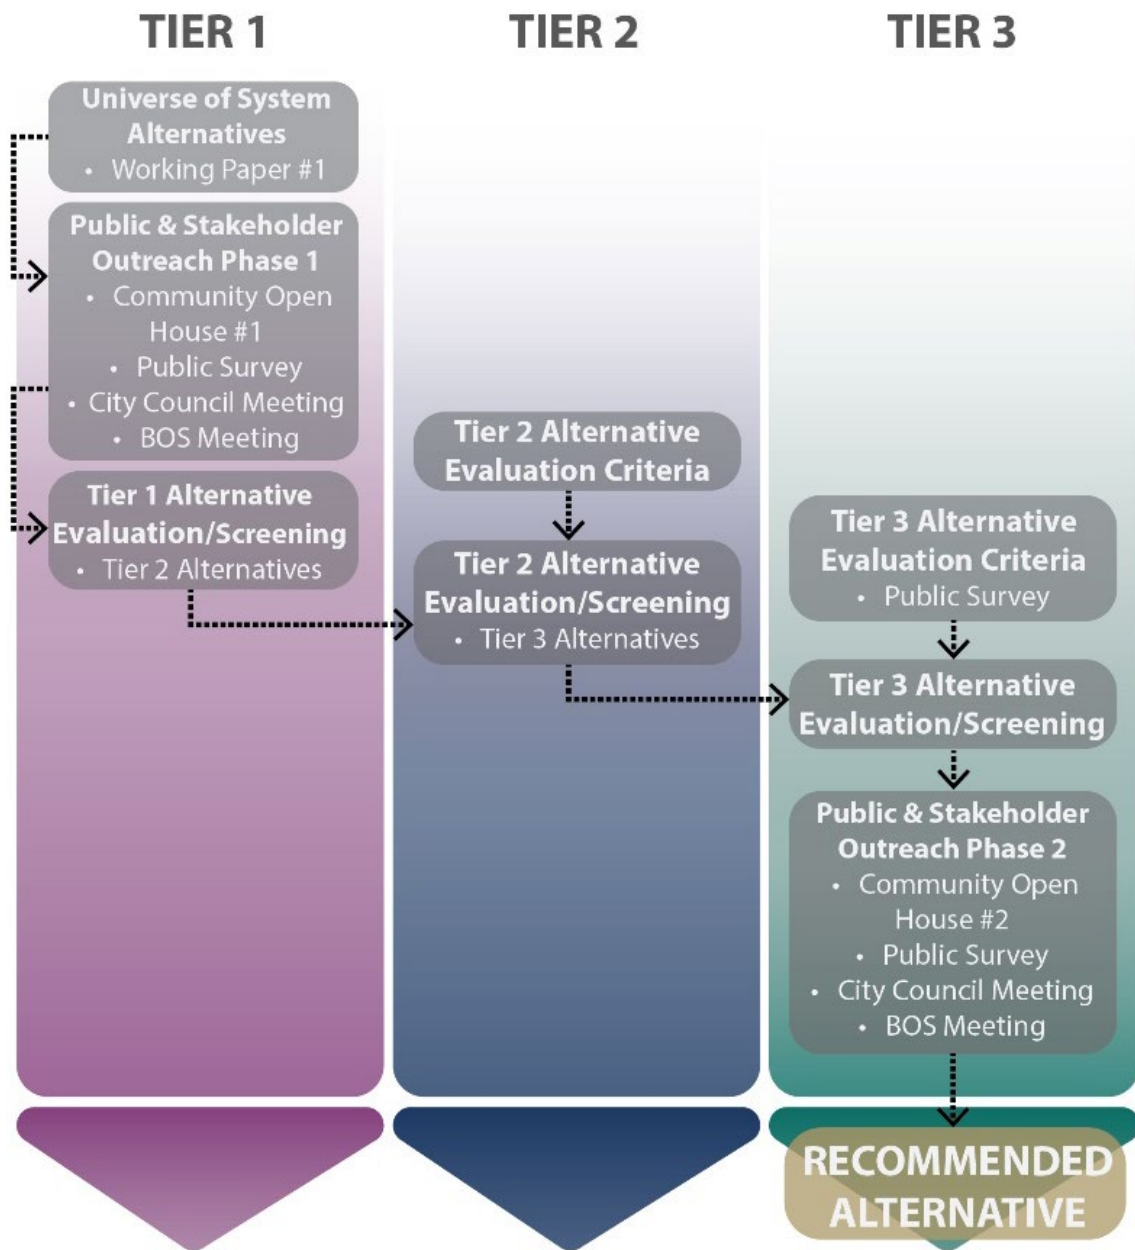 TIER 1
Universe of System
Alternatives
• Working Paper #1
Public & Stakeholder
Outreach Phase 1
• Community Open
House #1
• Public Survey
• City Council Meeting
• BOS Meeting
Tier 1 Alternative
Evaluation/Screening
• Tier 2 Alternatives
TIER 2
Tier 2 Alternative
Evaluation Criteria
Tier 2 Alternative
Evaluation/Screening
• Tier 3 Alternatives
TIER 3
Tier 3 Alternative
Evaluation Criteria
• Public Survey
Tier 3 Alternative
Evaluation/Screening
Public & Stakeholder
Outreach Phase 2
• Community Open
House #2
• Public Survey
• City Council Meeting
• BOS Meeting
RECOMMENDED
ALTERNATIVE